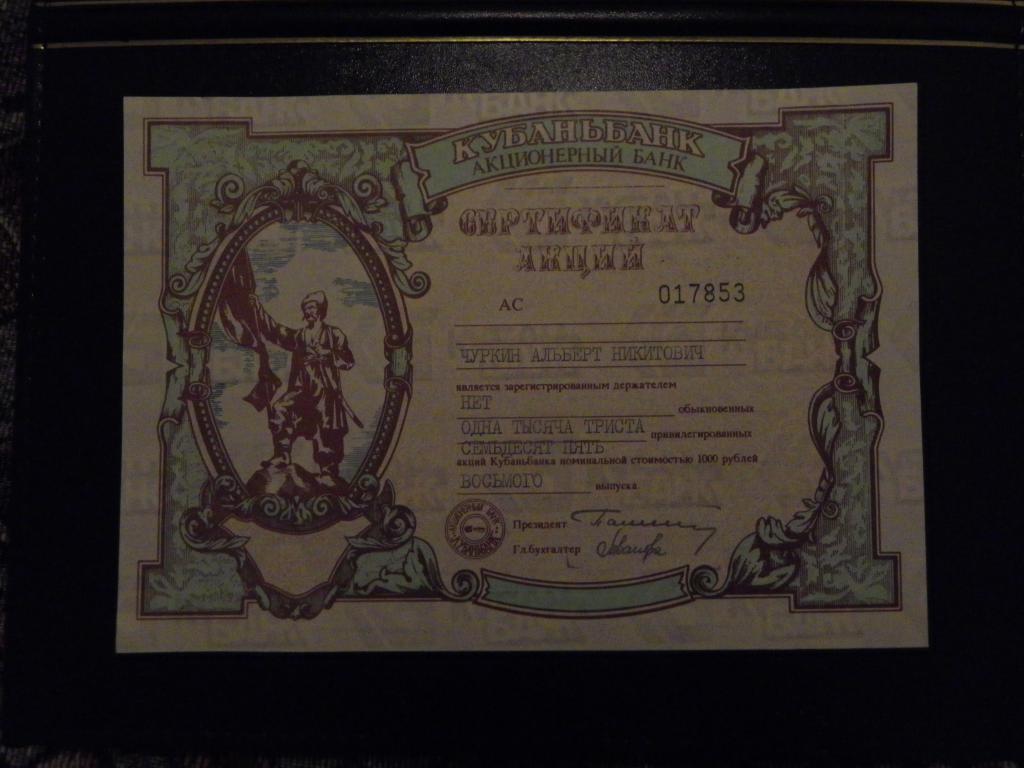 КУБАНЬБАНК
АКЦИОНЕРНЫЙ БАНК
СЕРТИФИКАТ
АКЦИЙ
АС 017853
ЧУРКИН АЛЬБЕРТ НИКИТОВИЧ
является зарегистрированным держателем
НЕТ обыкновенных
ОДНА ТЫСЯЧА ТРИСТА привилегированных
СЕМЬДЕСЯТ ПЯТЬ
акций Кубаньбанка номинальной стоимостью 1000 рублей
ВОСЬМОГО выпуска
Президент
Гл.бухгалтер